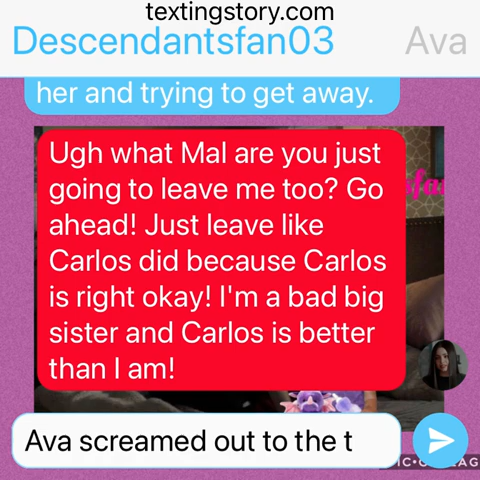 textingstory.com
Descendantsfan03 Ava
her and trying to get away.
Ugh what Mal are you just
going to leave me too? Go
ahead! Just leave like
Carlos did because Carlos
is right okay! I'm a bad big
sister and Carlos is better
than I am!
Ava screamed out to the t